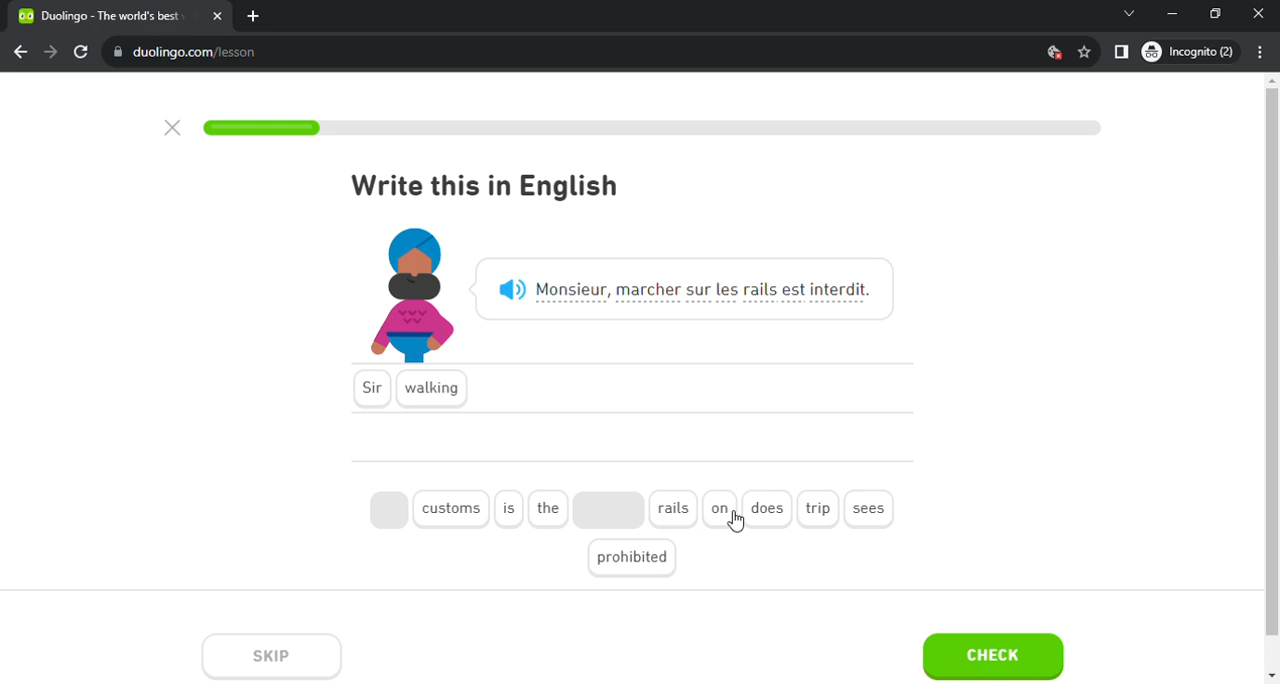 Duolingo - The world's best
duolingo.com/lesson
Incognito (2)
Write this in English
Monsieur, marcher sur les rails est interdit.
Sir walking
customs is the rails on does trip sees
prohibited
SKIP
CHECK